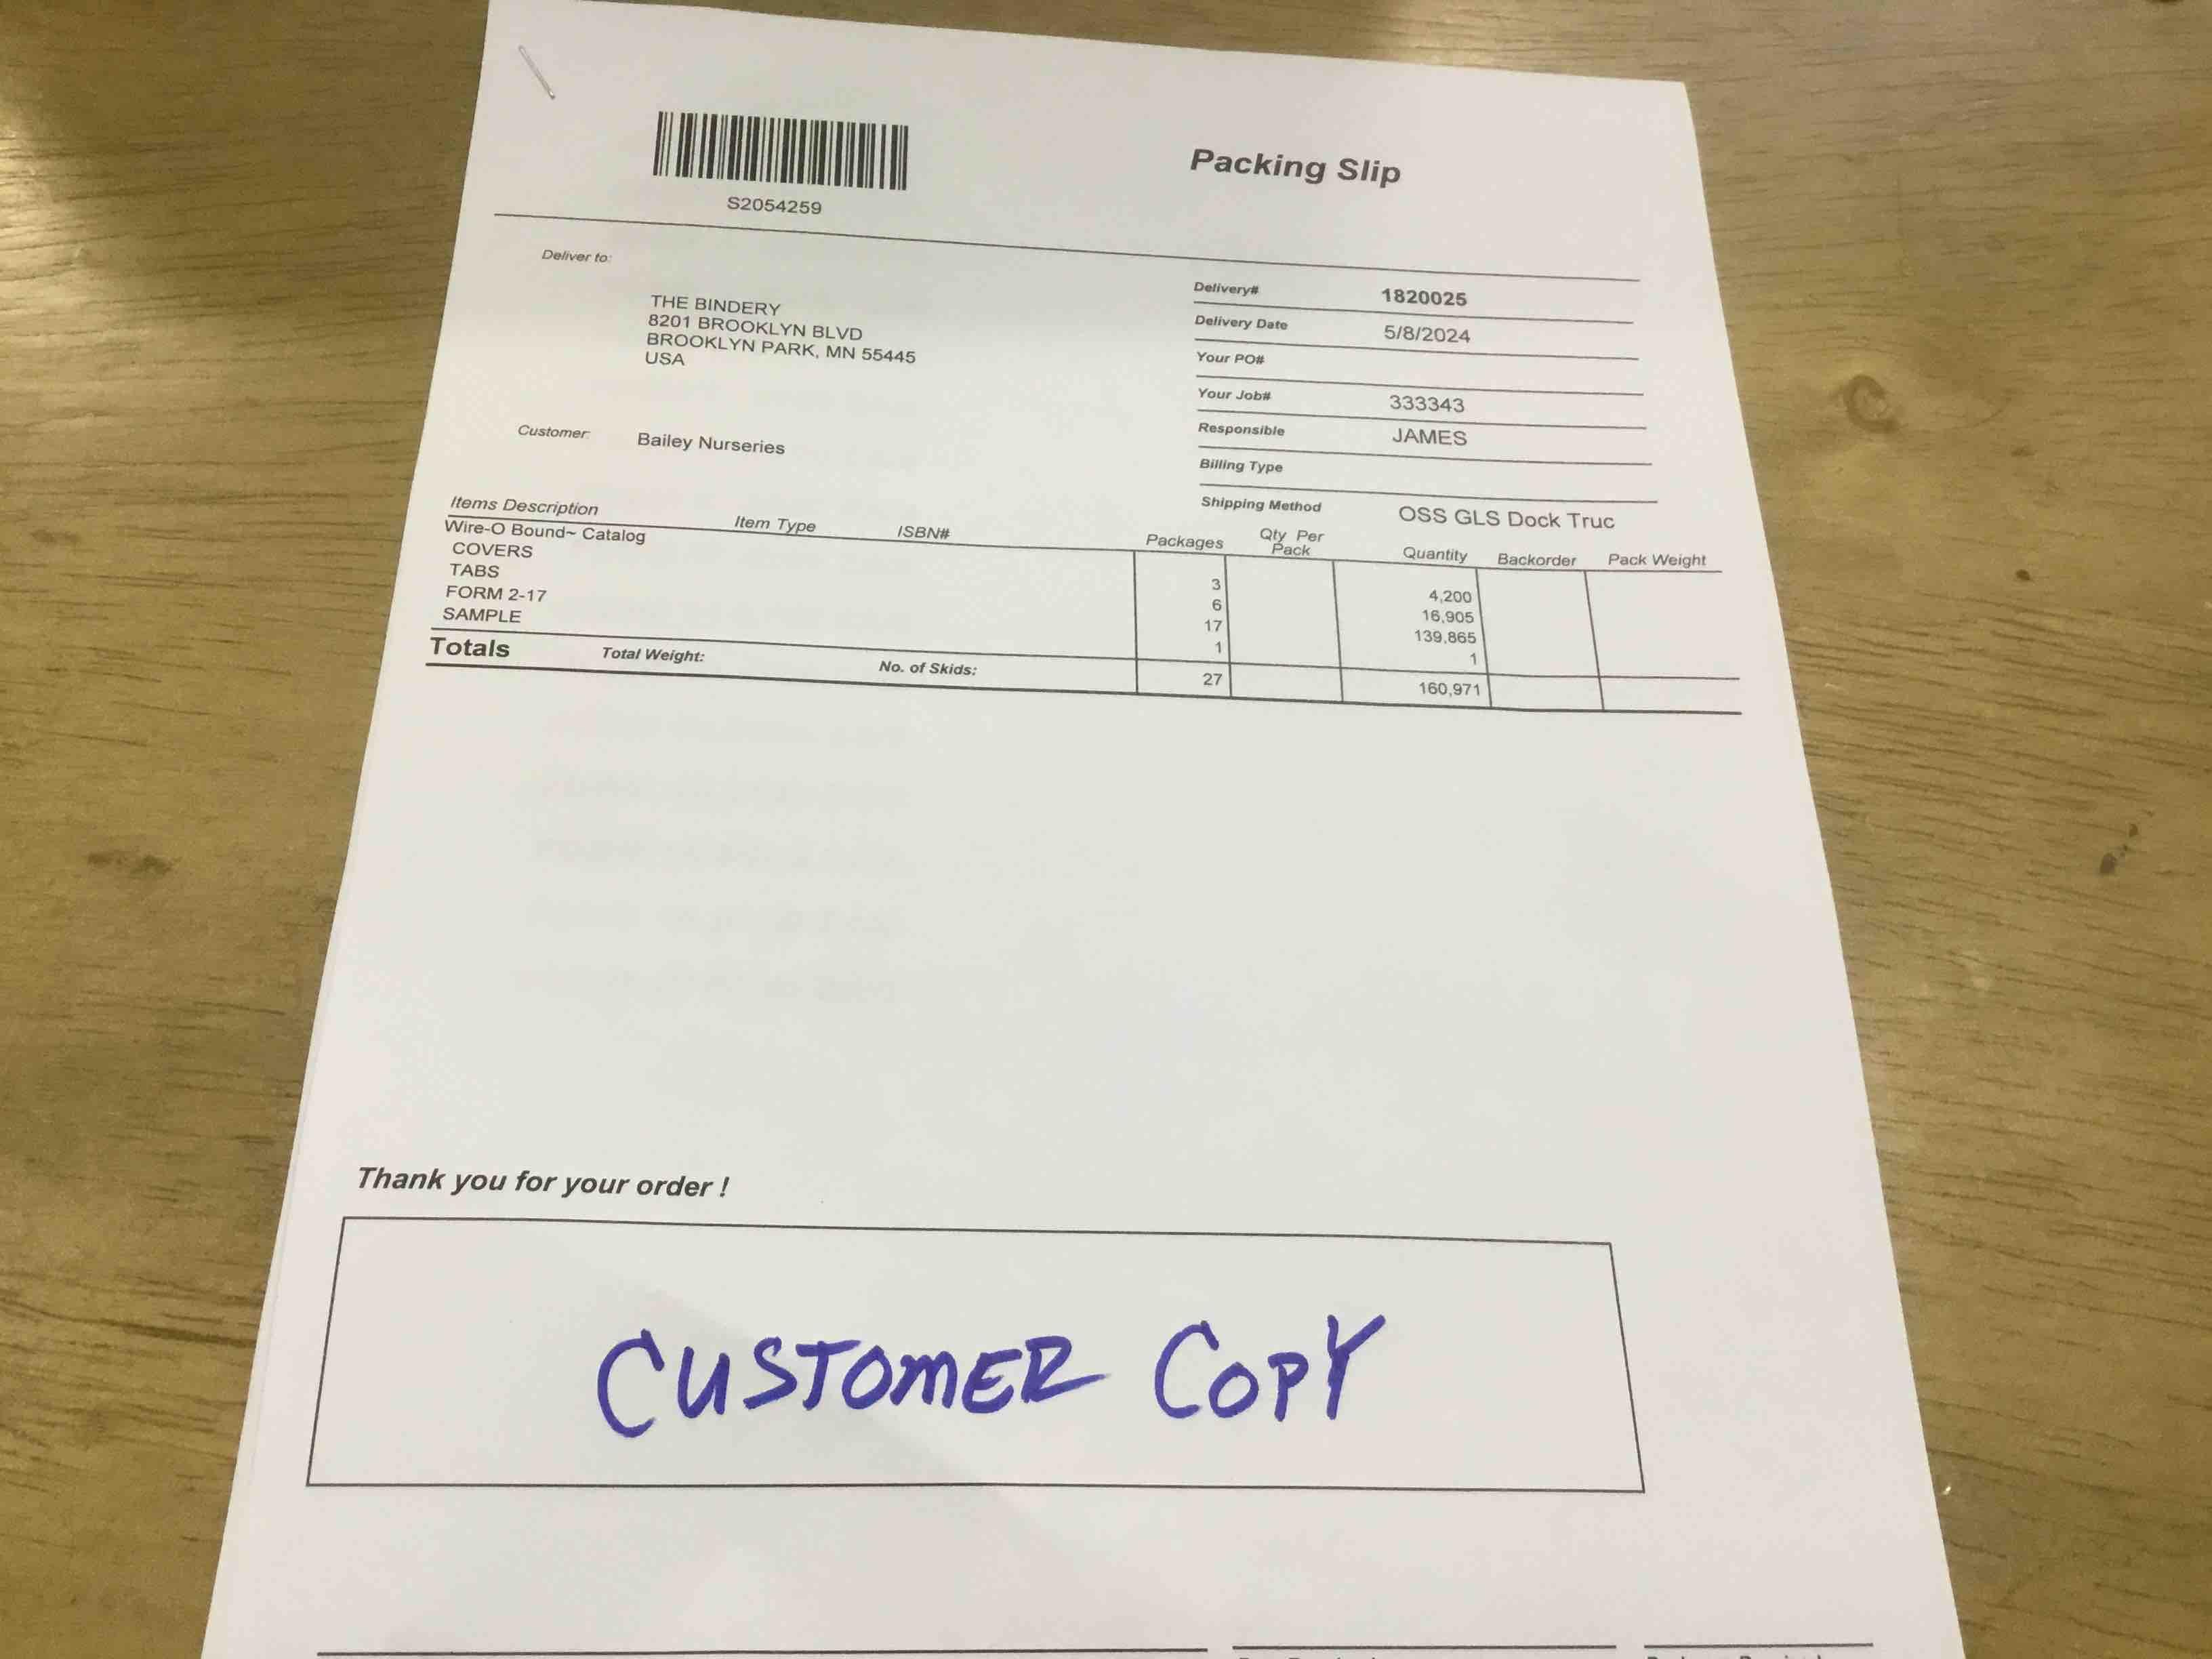 Packing Slip
S2054259
Deliver to:
THE BINDERY
8201 BROOKLYN BLVD
BROOKLYN PARK, MN 55445
USA
Customer: Bailey Nurseries
Delivery# 1820025
Delivery Date 5/8/2024
Your PO#
Your Job# 333343
Responsible JAMES
Billing Type
Shipping Method OSS GLS Dock Truc
Items Description Item Type ISBN# Packages Qty Per Pack Quantity Backorder Pack Weight
Wire-O Bound~ Catalog
COVERS 3 4,200
TABS 6 16,905
FORM 2-17 17 139,865
SAMPLE 1 1
Totals Total Weight: No. of Skids: 27 160,971
Thank you for your order !
CUSTOMER COPY